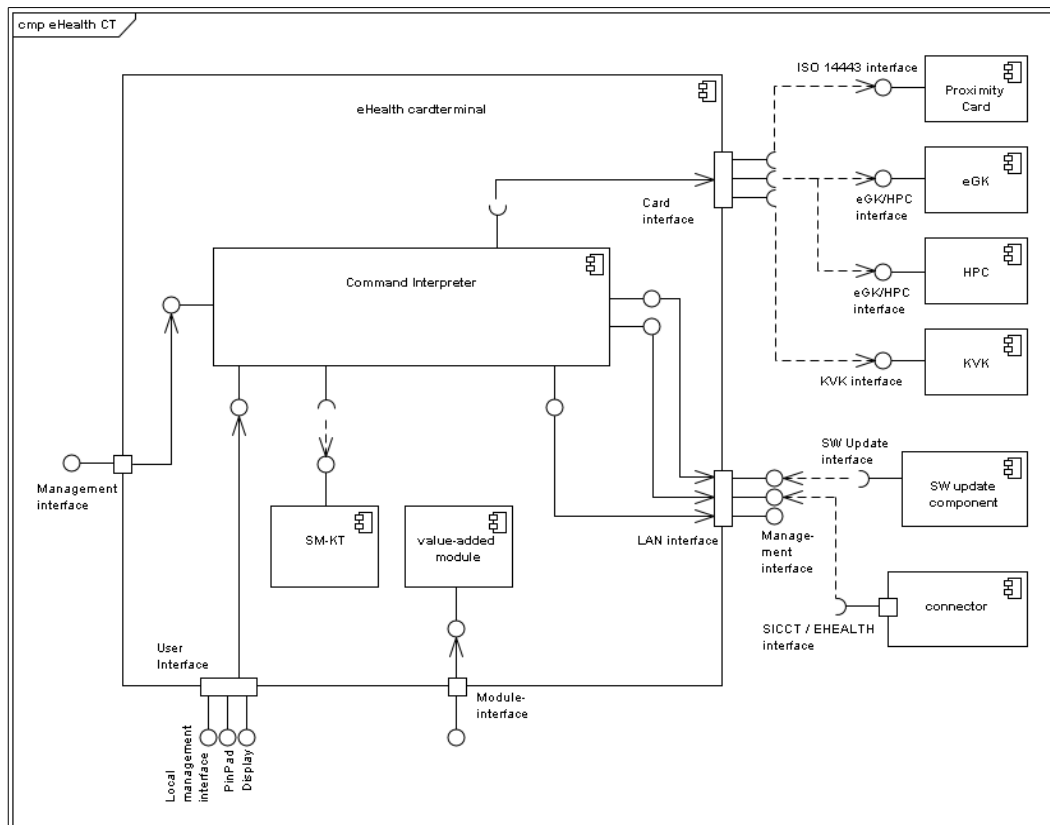 cmp eHealth CT
eHealth cardterminal
ISO 14443 interface
Proximity
Card
eGK
eGK/HPC
interface
Card
interface
HPC
eGK/HPC
interface
Command Interpreter
KVK
KVK interface
Management
interface
SW Update
interface
SW update
component
SM-KT
value-added
module
LAN interface
Manage-
ment
interface
connector
SICCT / EHEALTH
interface
User
Interface
Module-
interface
Local
management
interface
PinPad
Display